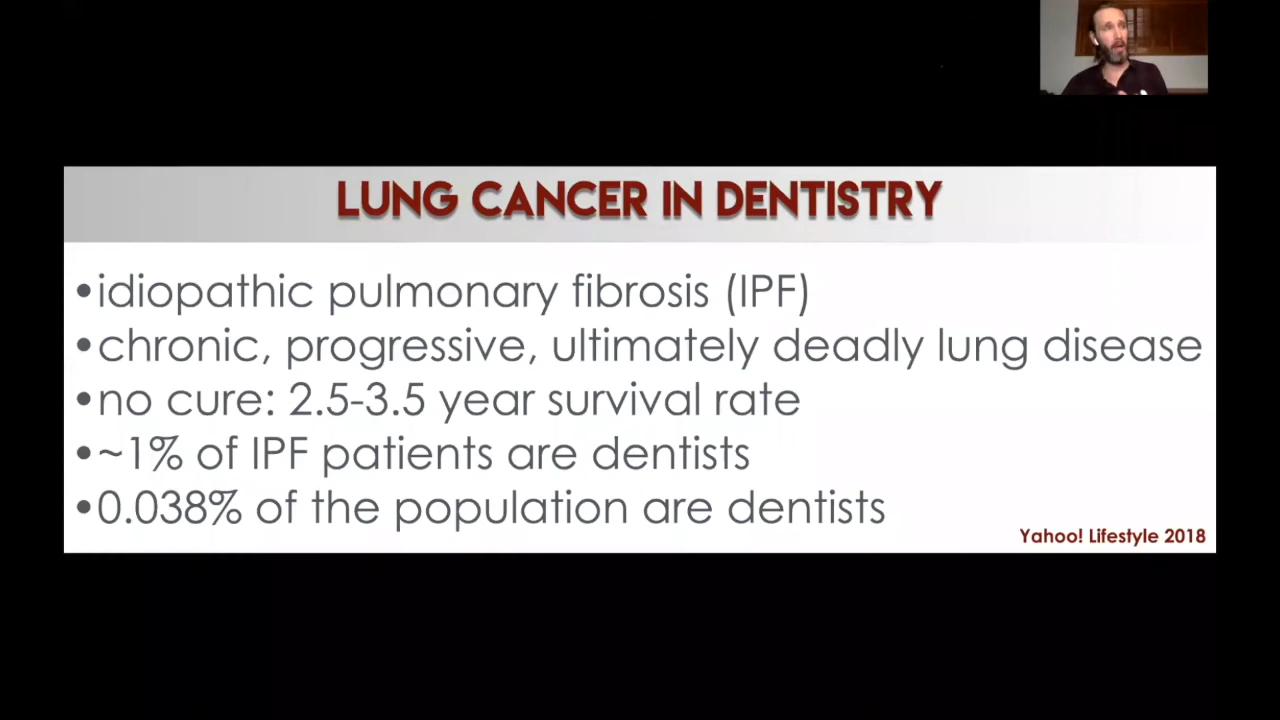 LUNG CANCER IN DENTISTRY
•idiopathic pulmonary fibrosis (IPF)
•chronic, progressive, ultimately deadly lung disease
•no cure: 2.5-3.5 year survival rate
•~1% of IPF patients are dentists
•0.038% of the population are dentists
Yahoo! Lifestyle 2018